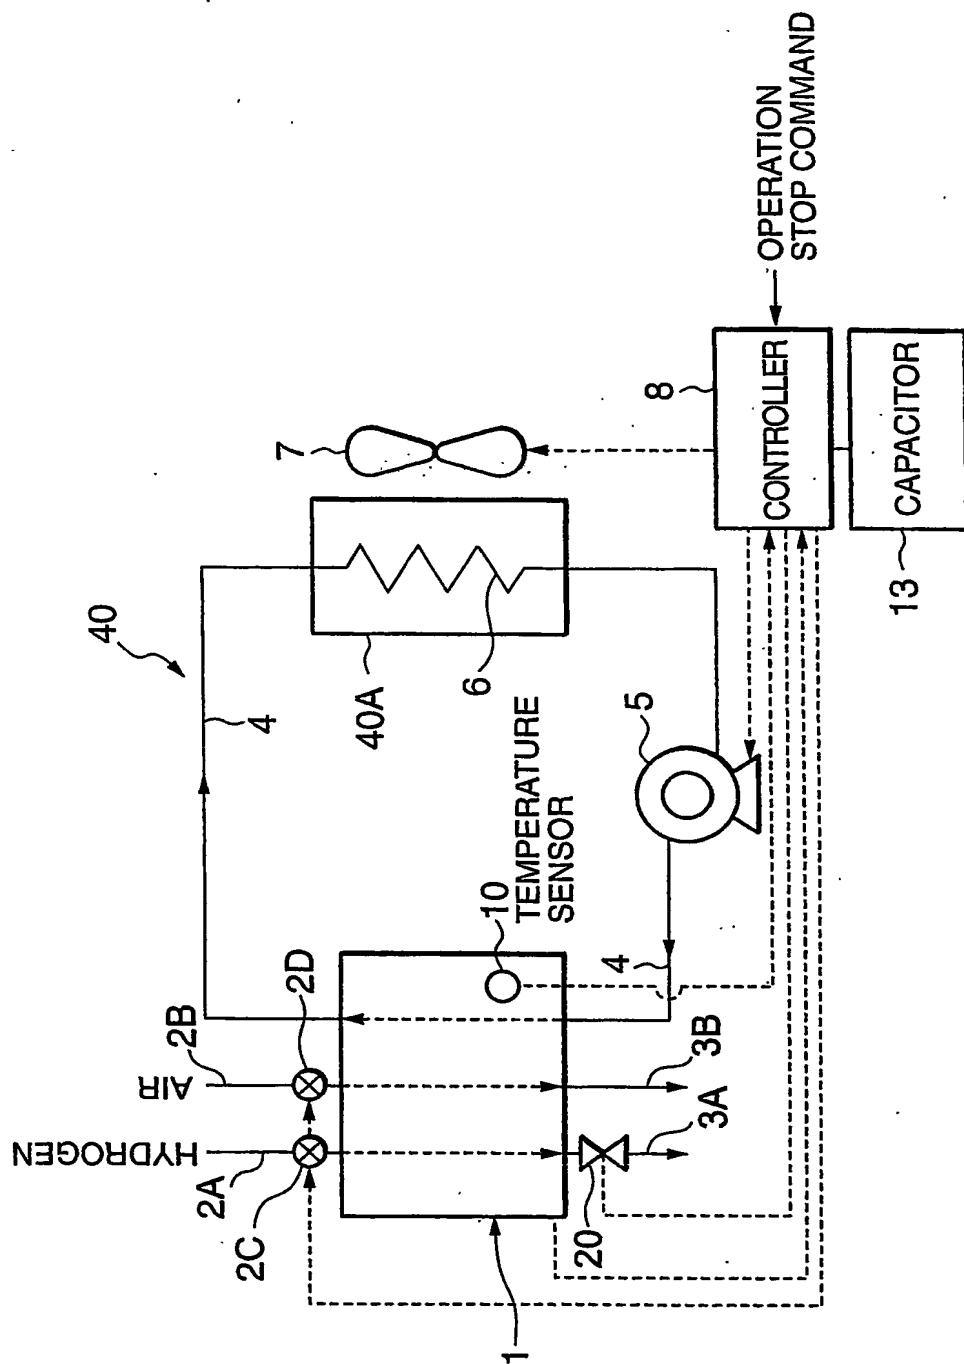 HYDROGEN
AIR
2A
2B
2C
2D
1
20
3A
3B
4
10
TEMPERATURE
SENSOR
5
4
40
40A
6
7
8
CONTROLLER
OPERATION
STOP COMMAND
13
CAPACITOR